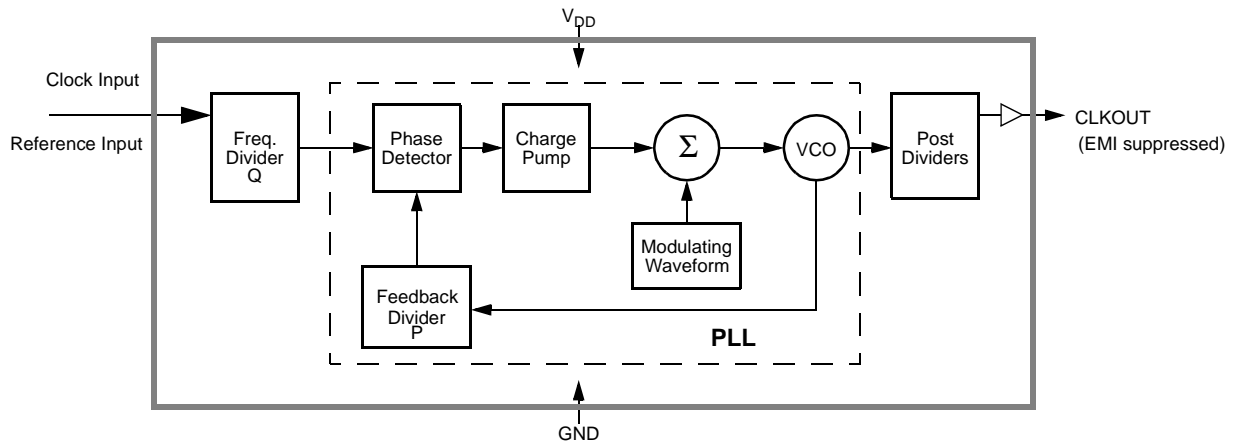 V_DD
Clock Input
Reference Input
Freq.
Divider
Q
Phase
Detector
Charge
Pump
Σ
VCO
Post
Dividers
CLKOUT
(EMI suppressed)
Modulating
Waveform
Feedback
Divider
P
PLL
GND